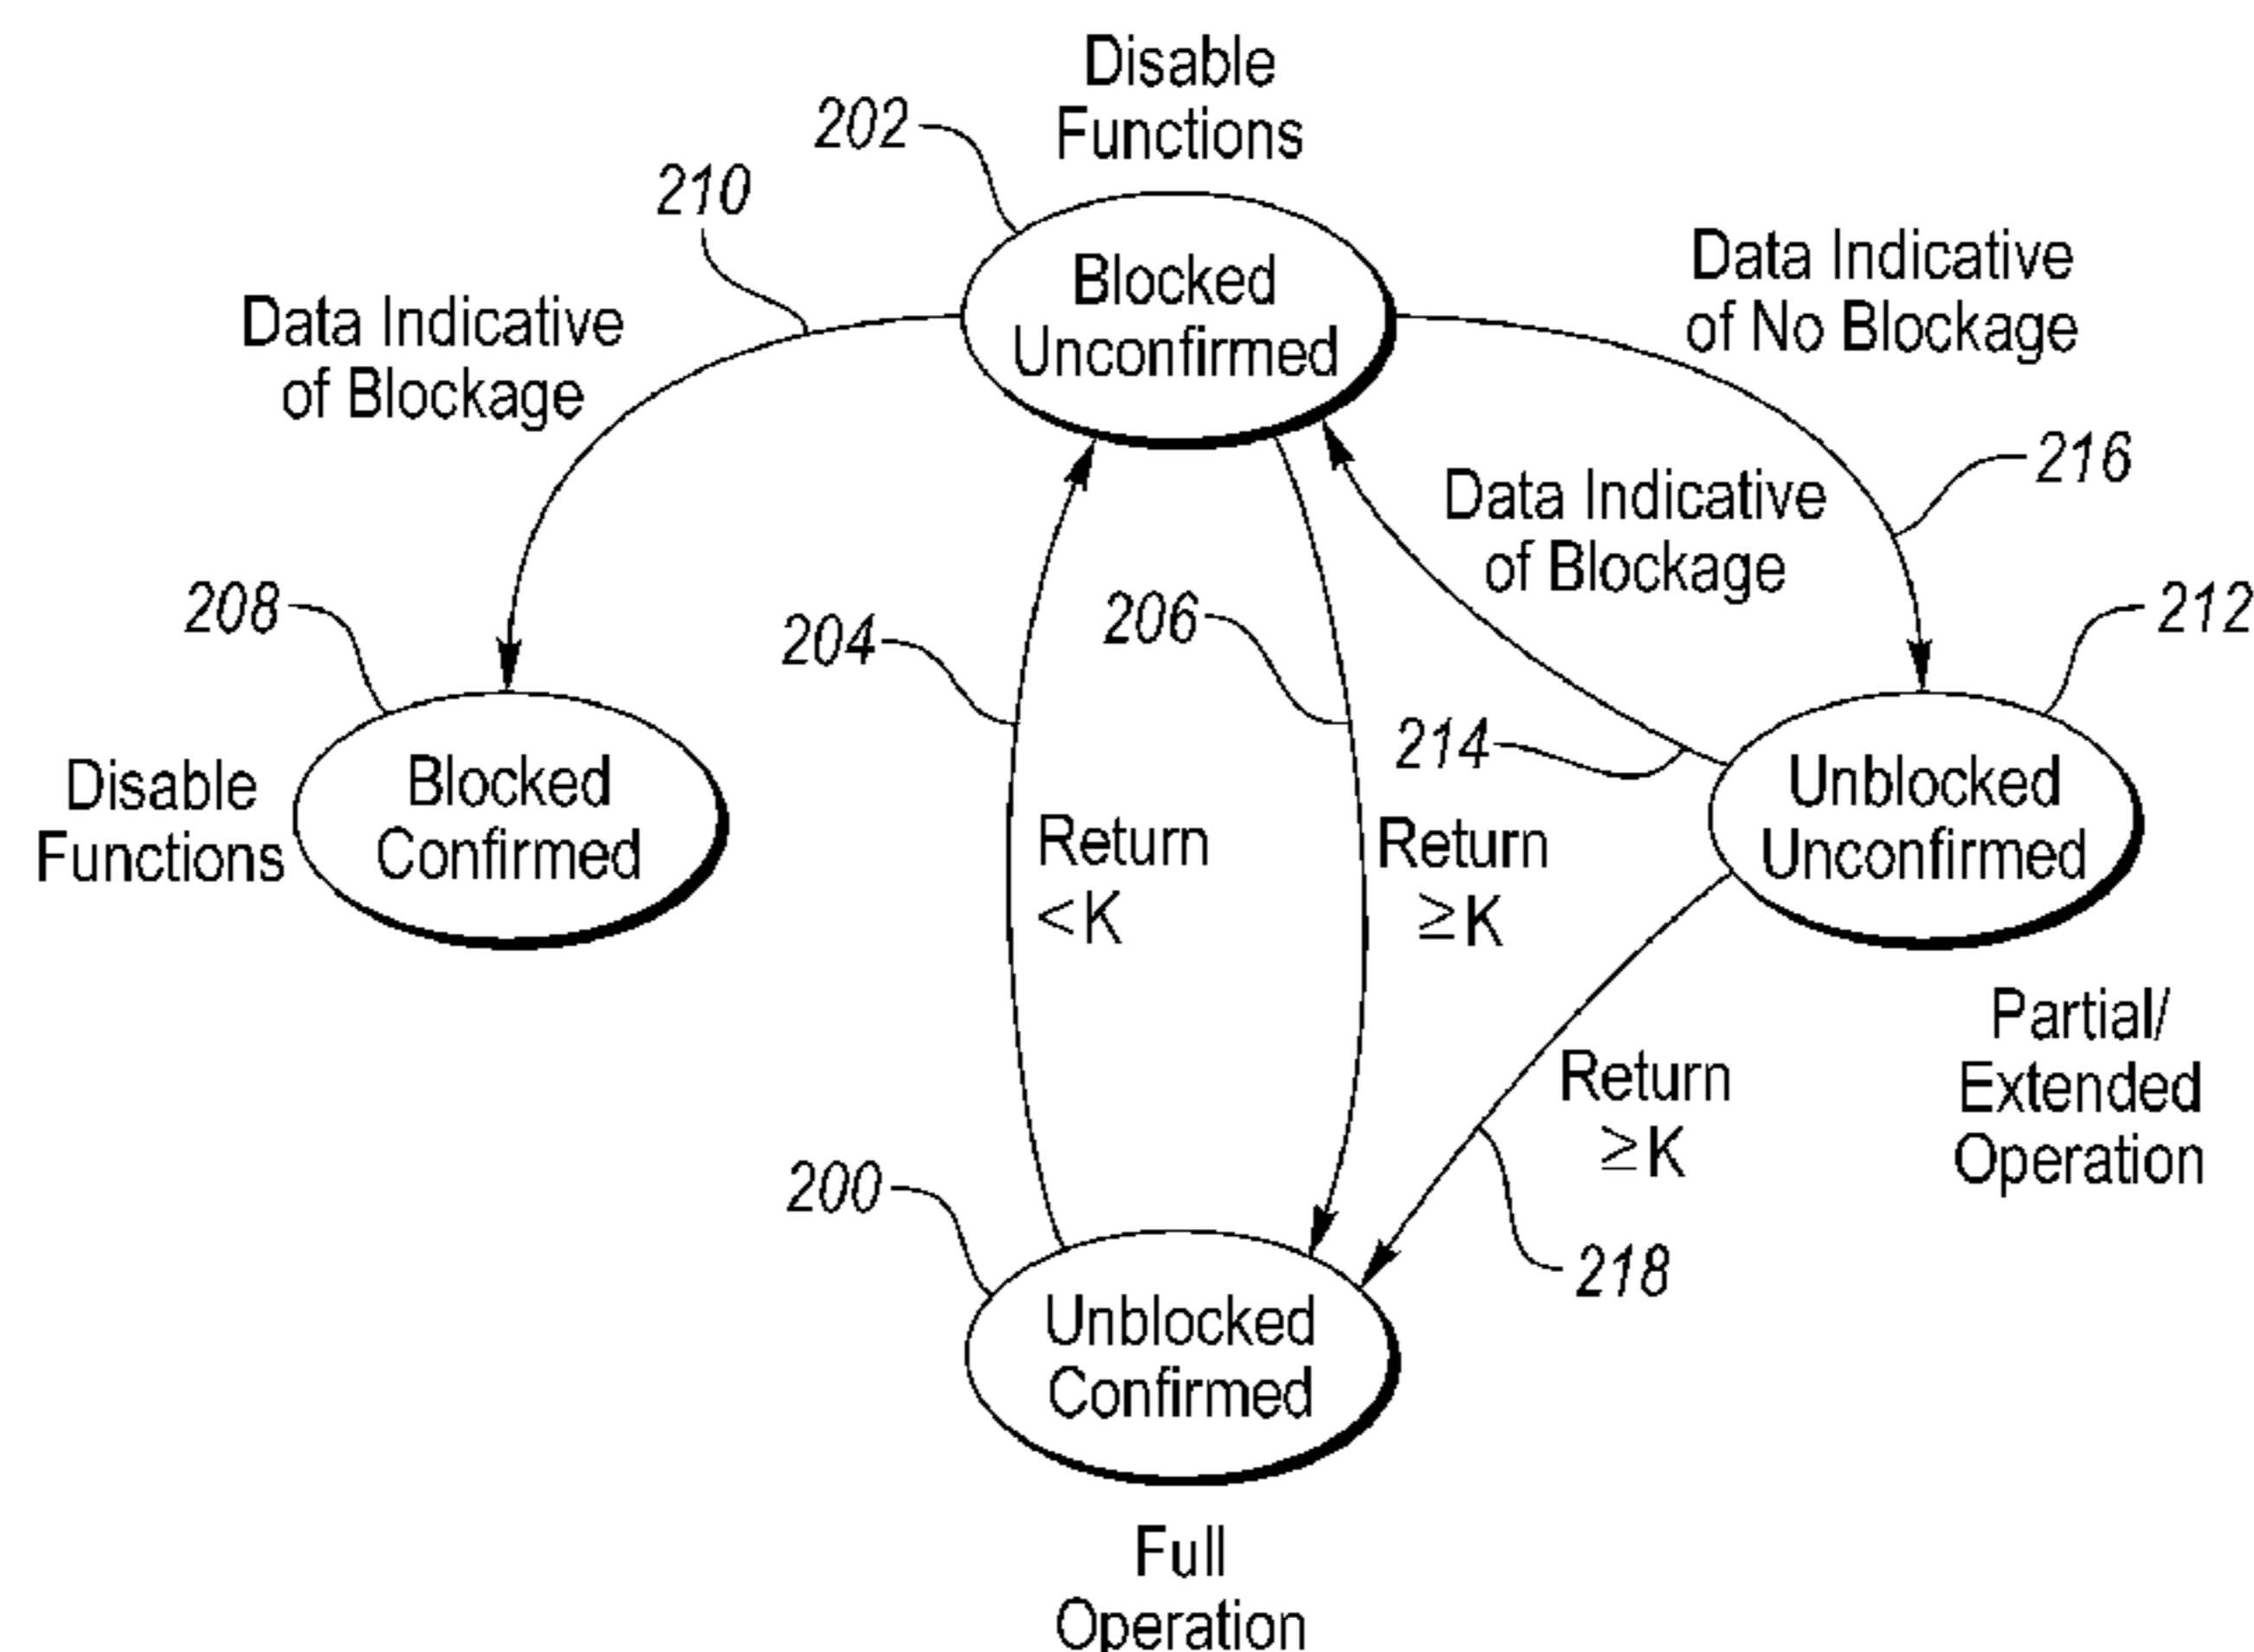 Disable
Functions
202
210
Blocked
Unconfirmed
Data Indicative
of Blockage
Data Indicative
of No Blockage
216
Data Indicative
of Blockage
208
204
206
212
214
Disable
Functions
Blocked
Confirmed
Return
<K
Return
≥K
Unblocked
Unconfirmed
Partial/
Extended
Operation
Return
≥K
200
218
Unblocked
Confirmed
Full
Operation